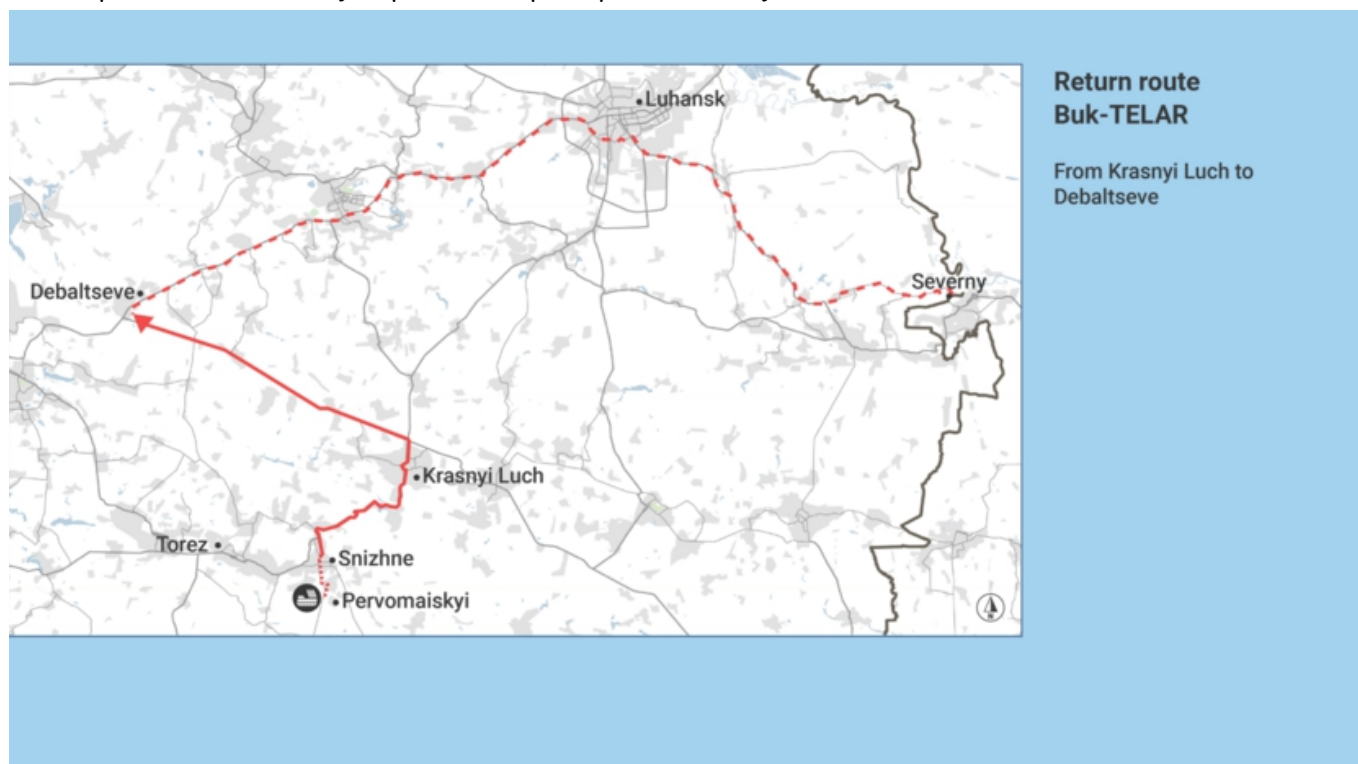 Return route
Buk-TELAR
From Krasnyi Luch to
Debaltseve
Luhansk
Severny
Debaltseve
Krasnyi Luch
Torez
Snizhne
Pervomaiskyi
N